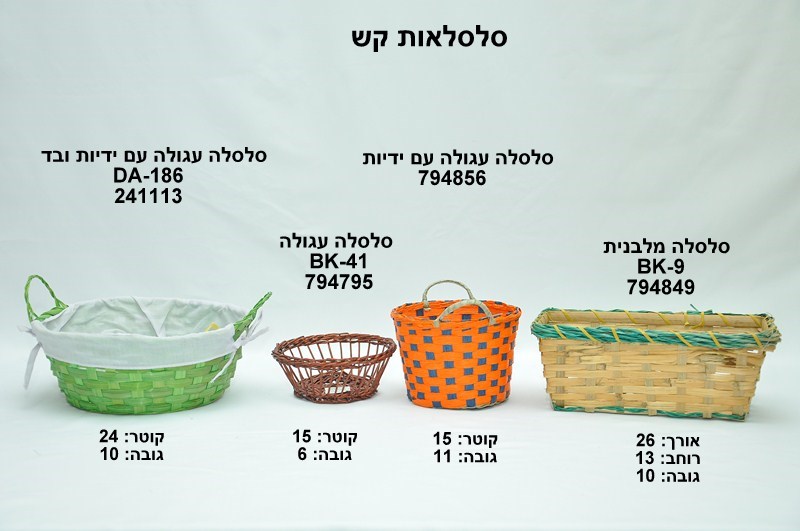 סלסלאות קש
סלסלה עגולה עם ידיות
794856
סלסלה עגולה עם ידיות ובד
DA-186
241113
סלסלה מלבנית
BK-9
794849
סלסלה עגולה
BK-41
794795
אורך: 26
רוחב: 13
גובה: 10
קוטר: 15
גובה: 11
קוטר: 15
גובה: 6
קוטר: 24
גובה: 10